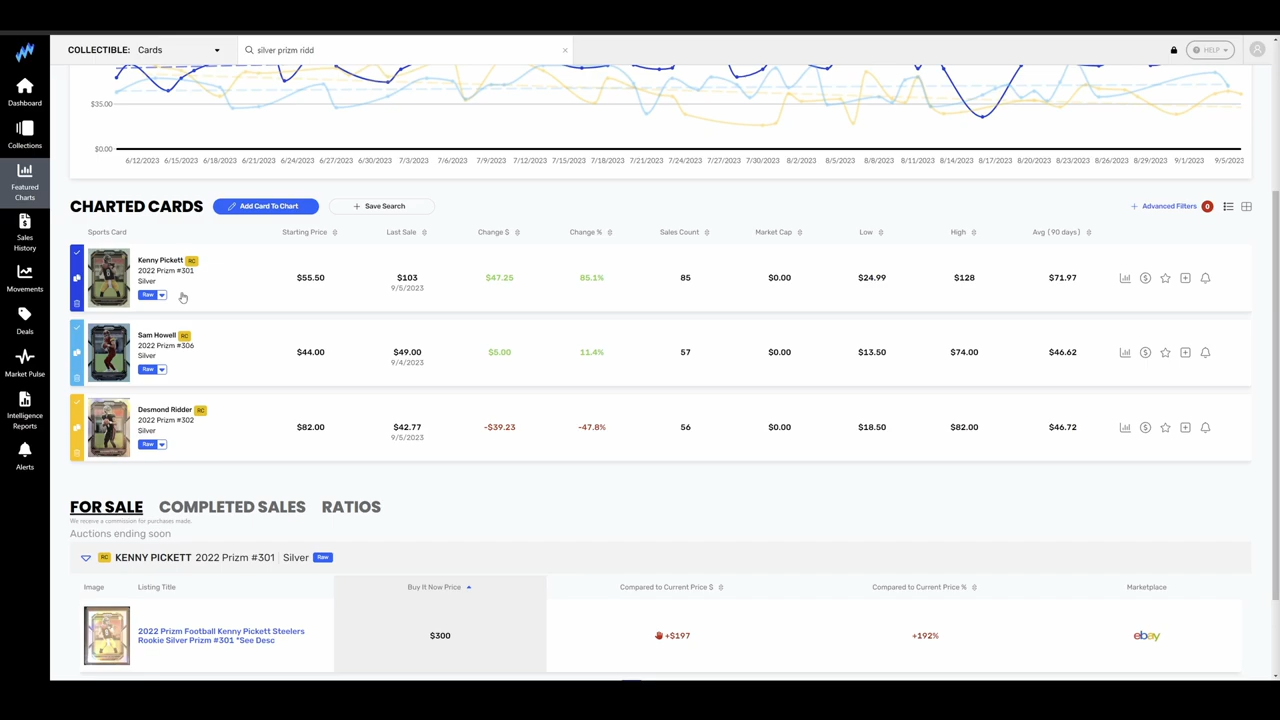 COLLECTIBLE: Cards silver prizm ridd × HELP
Dashboard
Collections
Featured
Charts
Sales
History
Movements
Deals
Market Pulse
Intelligence
Reports
Alerts
$35.00
$0.00
6/12/2023 6/15/2023 6/18/2023 6/21/2023 6/24/2023 6/27/2023 6/30/2023 7/3/2023 7/6/2023 7/9/2023 7/12/2023 7/15/2023 7/18/2023 7/21/2023 7/24/2023 7/27/2023 7/30/2023 8/2/2023 8/5/2023 8/8/2023 8/11/2023 8/14/2023 8/17/2023 8/20/2023 8/23/2023 8/26/2023 8/29/2023 9/1/2023 9/5/2023
CHARTED CARDS Add Card To Chart + Save Search + Advanced Filters 0
Sports Card Starting Price Last Sale Change $ Change % Sales Count Market Cap Low High Avg (90 days)
Kenny Pickett RC
2022 Prizm #301
Silver
Raw
$55.50 $103 $47.25 85.1% 85 $0.00 $24.99 $128 $71.97
9/5/2023
Sam Howell RC
2022 Prizm #306
Silver
Raw
$44.00 $49.00 $5.00 11.4% 57 $0.00 $13.50 $74.00 $46.62
9/4/2023
Desmond Ridder RC
2022 Prizm #302
Silver
Raw
$82.00 $42.77 -$39.23 -47.8% 56 $0.00 $18.50 $82.00 $46.72
9/5/2023
FOR SALE COMPLETED SALES RATIOS
We receive a commission for purchases made.
Auctions ending soon
RC KENNY PICKETT 2022 Prizm #301 | Silver Raw
Image Listing Title Buy It Now Price Compared to Current Price $ Compared to Current Price % Marketplace
2022 Prizm Football Kenny Pickett Steelers
Rookie Silver Prizm #301 *See Desc
$300 +$197 +192% ebay